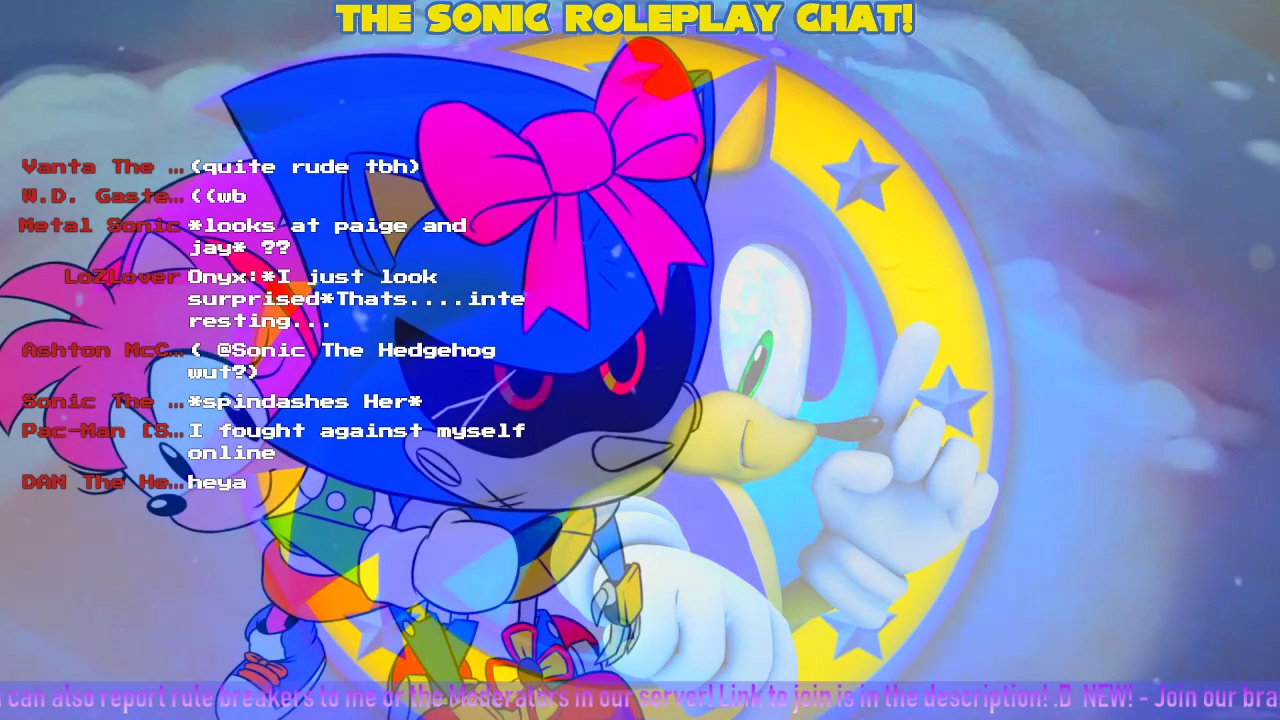 THE SONIC ROLEPLAY CHAT!
Vanta The ... (quite rude tbh)
W.D. Gaste... ((wb
Metal Sonic *looks at paige and
jay* ??
LoZLover Onyx:*I just look
surprised*Thats....inte
resting...
Ashton McC... ( @Sonic The Hedgehog
wut?)
Sonic The ... *spindashes Her*
Pac-Man [S... I fought against myself
online
DAN The He... heya
can also report rule breakers to me or the Moderators in our server! Link to join is in the description! :D NEW! - Join our bra